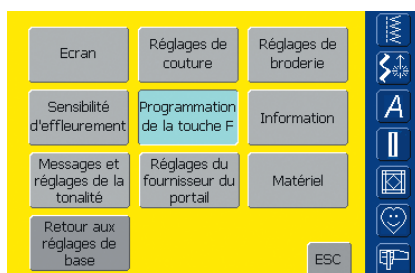 Ecran
Réglages de
couture
Réglages de
broderie
Sensibilité
d'effleurement
Programmation
de la touche F
Information
Messages et
réglages de la
tonalité
Réglages du
fournisseur du
portail
Matériel
Retour aux
réglages de
base
ESC
A